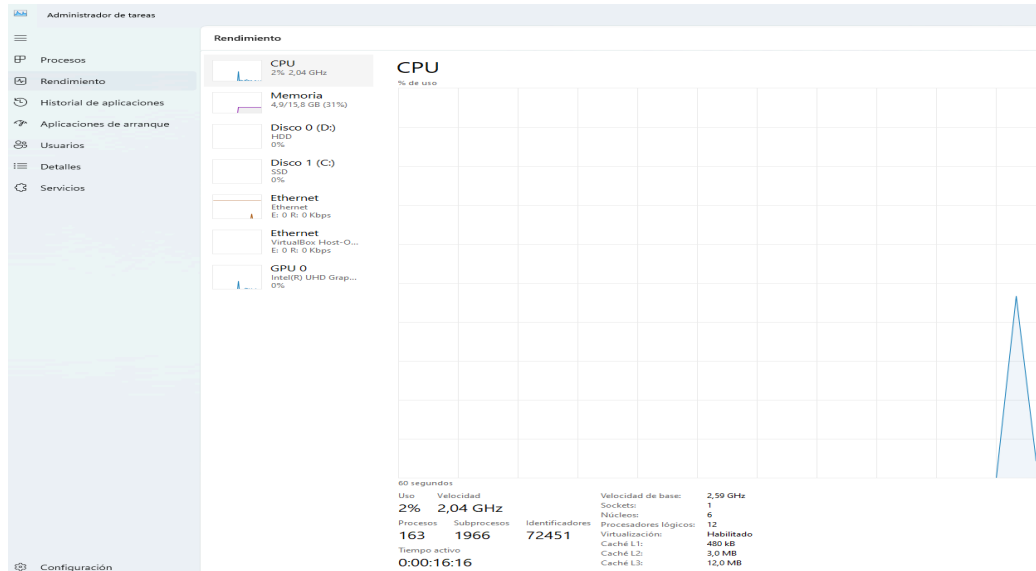 Administrador de tareas
Procesos
Rendimiento
Historial de aplicaciones
Aplicaciones de arranque
Usuarios
Detalles
Servicios
Configuración
Rendimiento
CPU
2% 2,04 GHz
Memoria
4,9/15,8 GB (31%)
Disco 0 (D:)
HDD
0%
Disco 1 (C:)
SSD
0%
Ethernet
Ethernet
E: 0 R: 0 Kbps
Ethernet
VirtualBox Host-O...
E: 0 R: 0 Kbps
GPU 0
Intel(R) UHD Grap...
0%
CPU
% de uso
60 segundos
Uso Velocidad
2% 2,04 GHz
Procesos Subprocesos Identificadores
163 1966 72451
Tiempo activo
0:00:16:16
Velocidad de base: 2,59 GHz
Sockets: 1
Núcleos: 6
Procesadores lógicos: 12
Virtualización: Habilitado
Caché L1: 480 kB
Caché L2: 3,0 MB
Caché L3: 12,0 MB